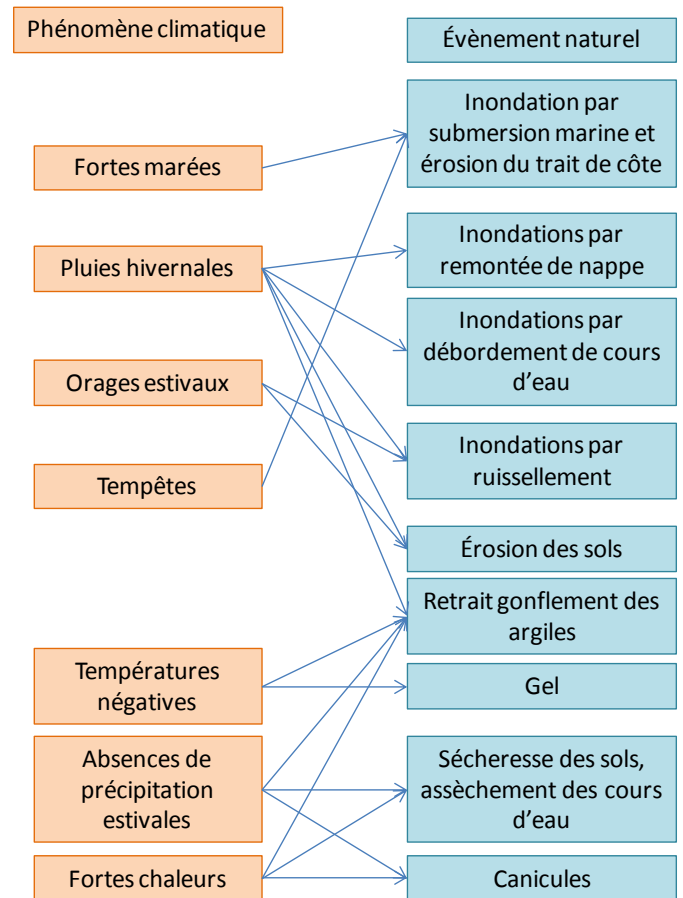 Phénomène climatique
Fortes marées
Pluies hivernales
Orages estivaux
Tempêtes
Températures
négatives
Absences de
précipitation
estivales
Fortes chaleurs
Évènement naturel
Inondation par
submersion marine et
érosion du trait de côte
Inondations par
remontée de nappe
Inondations par
débordement de cours
d’eau
Inondations par
ruissellement
Érosion des sols
Retrait gonflement des
argiles
Gel
Sécheresse des sols,
assèchement des cours
d’eau
Canicules